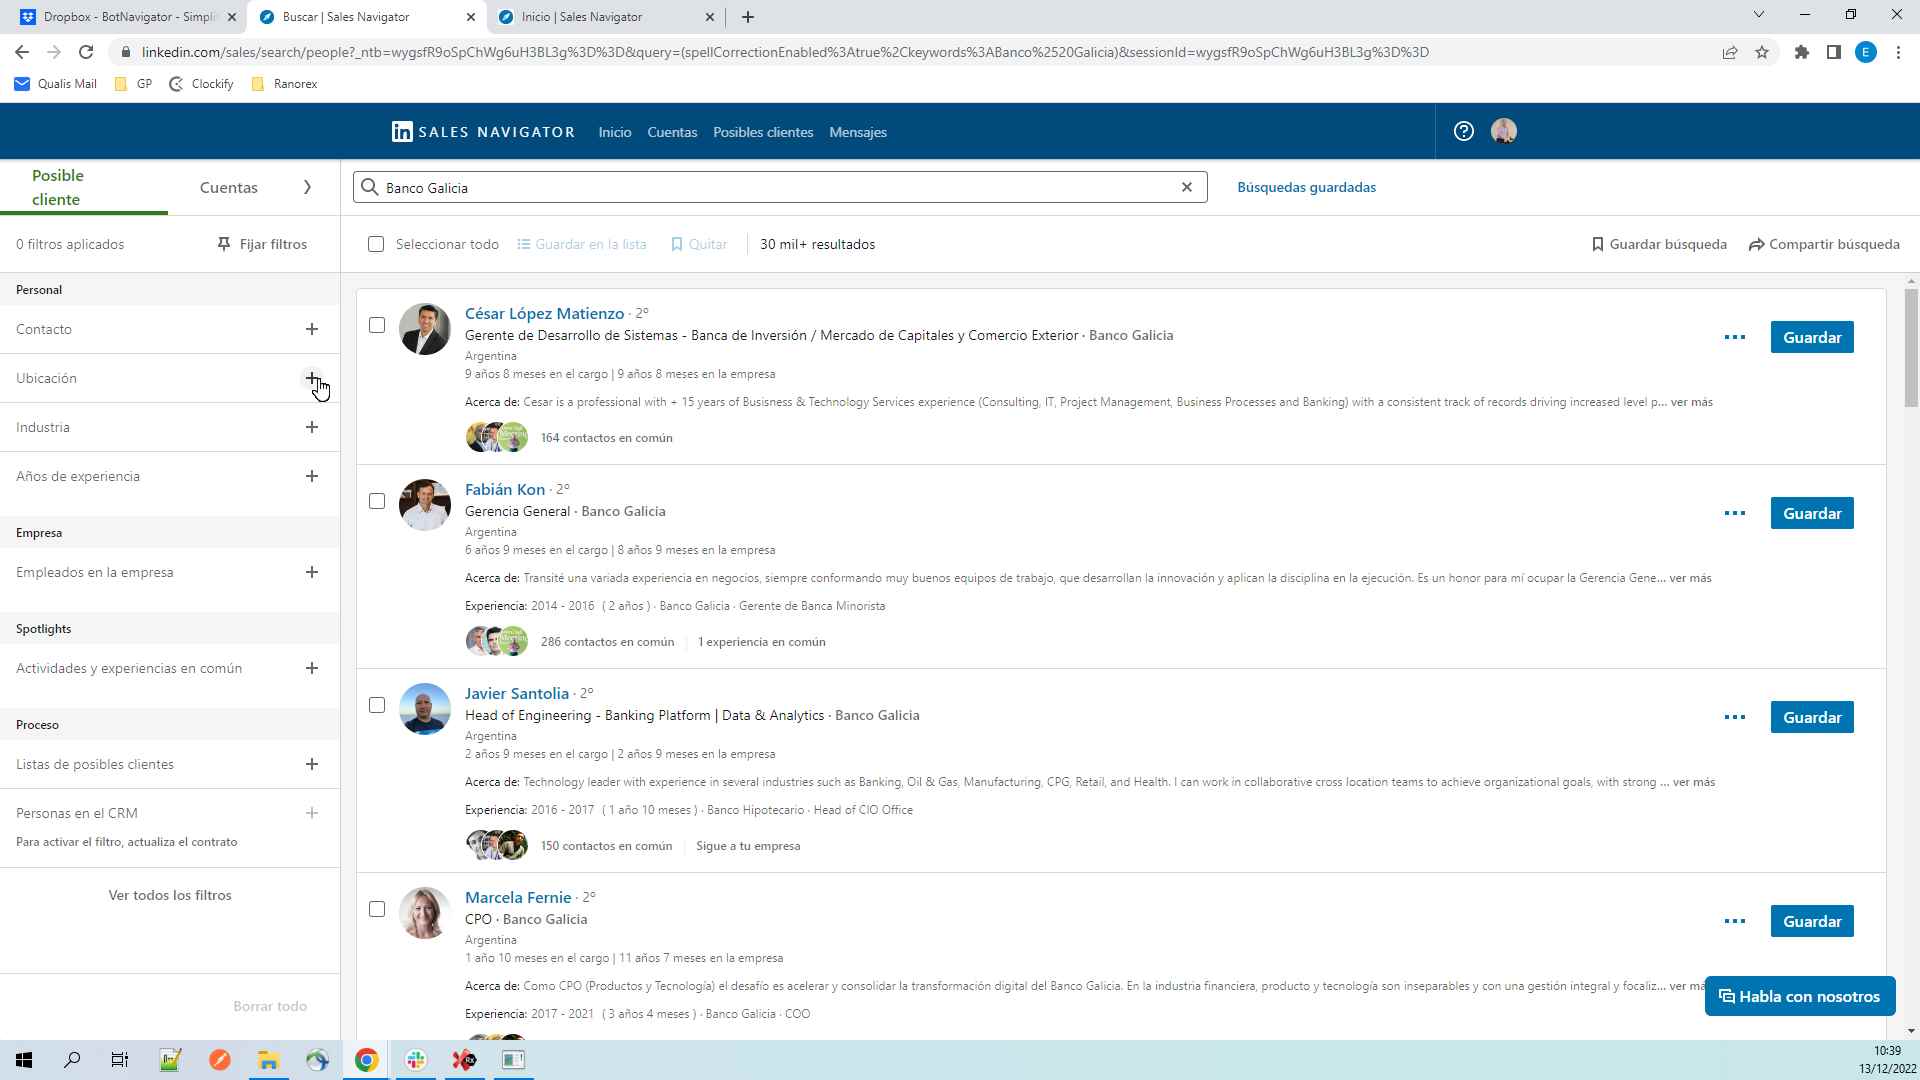 Dropbox - BotNavigator - Simpli
Buscar | Sales Navigator
Inicio | Sales Navigator
linkedin.com/sales/search/people?_ntb=wygsfR9oSpChWg6uH3BL3g%3D%3D&query=(spellCorrectionEnabled%3Atrue%2Ckeywords%3ABanco%2520Galicia)&sessionId=wygsfR9oSpChWg6uH3BL3g%3D%3D
E
Qualis Mail
GP
Clockify
Ranorex
in SALES NAVIGATOR
Inicio
Cuentas
Posibles clientes
Mensajes
Posible
cliente
Cuentas
Banco Galicia
Búsquedas guardadas
0 filtros aplicados
Fijar filtros
Seleccionar todo
Guardar en la lista
Quitar
30 mil+ resultados
Guardar búsqueda
Compartir búsqueda
Personal
Contacto
Ubicación
Industria
Años de experiencia
Empresa
Empleados en la empresa
Spotlights
Actividades y experiencias en común
Proceso
Listas de posibles clientes
Personas en el CRM
Para activar el filtro, actualiza el contrato
Ver todos los filtros
Borrar todo
César López Matienzo · 2º
Gerente de Desarrollo de Sistemas - Banca de Inversión / Mercado de Capitales y Comercio Exterior · Banco Galicia
Argentina
9 años 8 meses en el cargo | 9 años 8 meses en la empresa
Acerca de: Cesar is a professional with + 15 years of Busisness & Technology Services experience (Consulting, IT, Project Management, Business Processes and Banking) with a consistent track of records driving increased level p... ver más
164 contactos en común
Guardar
Fabián Kon · 2º
Gerencia General · Banco Galicia
Argentina
6 años 9 meses en el cargo | 8 años 9 meses en la empresa
Acerca de: Transité una variada experiencia en negocios, siempre conformando muy buenos equipos de trabajo, que desarrollan la innovación y aplican la disciplina en la ejecución. Es un honor para mí ocupar la Gerencia Gene... ver más
Experiencia: 2014 - 2016 ( 2 años ) · Banco Galicia · Gerente de Banca Minorista
286 contactos en común
1 experiencia en común
Guardar
Javier Santolia · 2º
Head of Engineering - Banking Platform | Data & Analytics · Banco Galicia
Argentina
2 años 9 meses en el cargo | 2 años 9 meses en la empresa
Acerca de: Technology leader with experience in several industries such as Banking, Oil & Gas, Manufacturing, CPG, Retail, and Health. I can work in collaborative cross location teams to achieve organizational goals, with strong ... ver más
Experiencia: 2016 - 2017 ( 1 año 10 meses ) · Banco Hipotecario · Head of CIO Office
150 contactos en común
Sigue a tu empresa
Guardar
Marcela Fernie · 2º
CPO · Banco Galicia
Argentina
1 año 10 meses en el cargo | 11 años 7 meses en la empresa
Acerca de: Como CPO (Productos y Tecnología) el desafío es acelerar y consolidar la transformación digital del Banco Galicia. En la industria financiera, producto y tecnología son inseparables y con una gestión integral y focaliz... ver má
Experiencia: 2017 - 2021 ( 3 años 4 meses ) · Banco Galicia · COO
Guardar
Habla con nosotros
10:39
13/12/2022